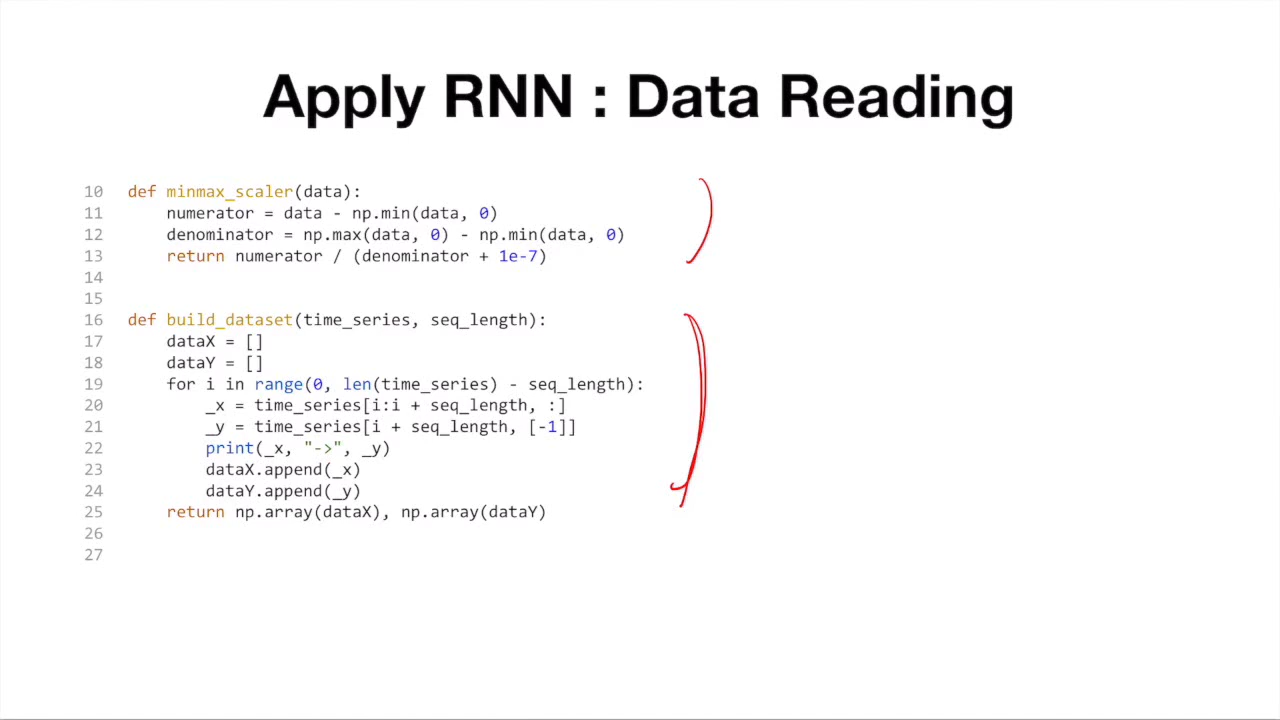 Apply RNN : Data Reading
10 def minmax_scaler(data):
11 numerator = data - np.min(data, 0)
12 denominator = np.max(data, 0) - np.min(data, 0)
13 return numerator / (denominator + 1e-7)
14
15
16 def build_dataset(time_series, seq_length):
17 dataX = []
18 dataY = []
19 for i in range(0, len(time_series) - seq_length):
20 _x = time_series[i:i + seq_length, :]
21 _y = time_series[i + seq_length, [-1]]
22 print(_x, "->", _y)
23 dataX.append(_x)
24 dataY.append(_y)
25 return np.array(dataX), np.array(dataY)
26
27